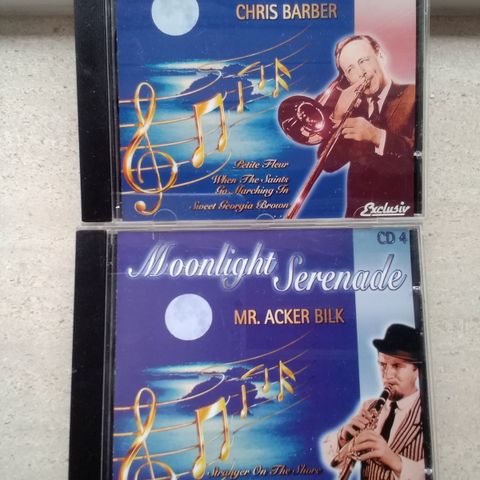 CHRIS BARBER
Petite Fleur
When The Saints
Go Marching In
Sweet Georgia Brown
Exclusiv
CD 4
Moonlight Serenade
MR. ACKER BILK
Stranger On The Shore